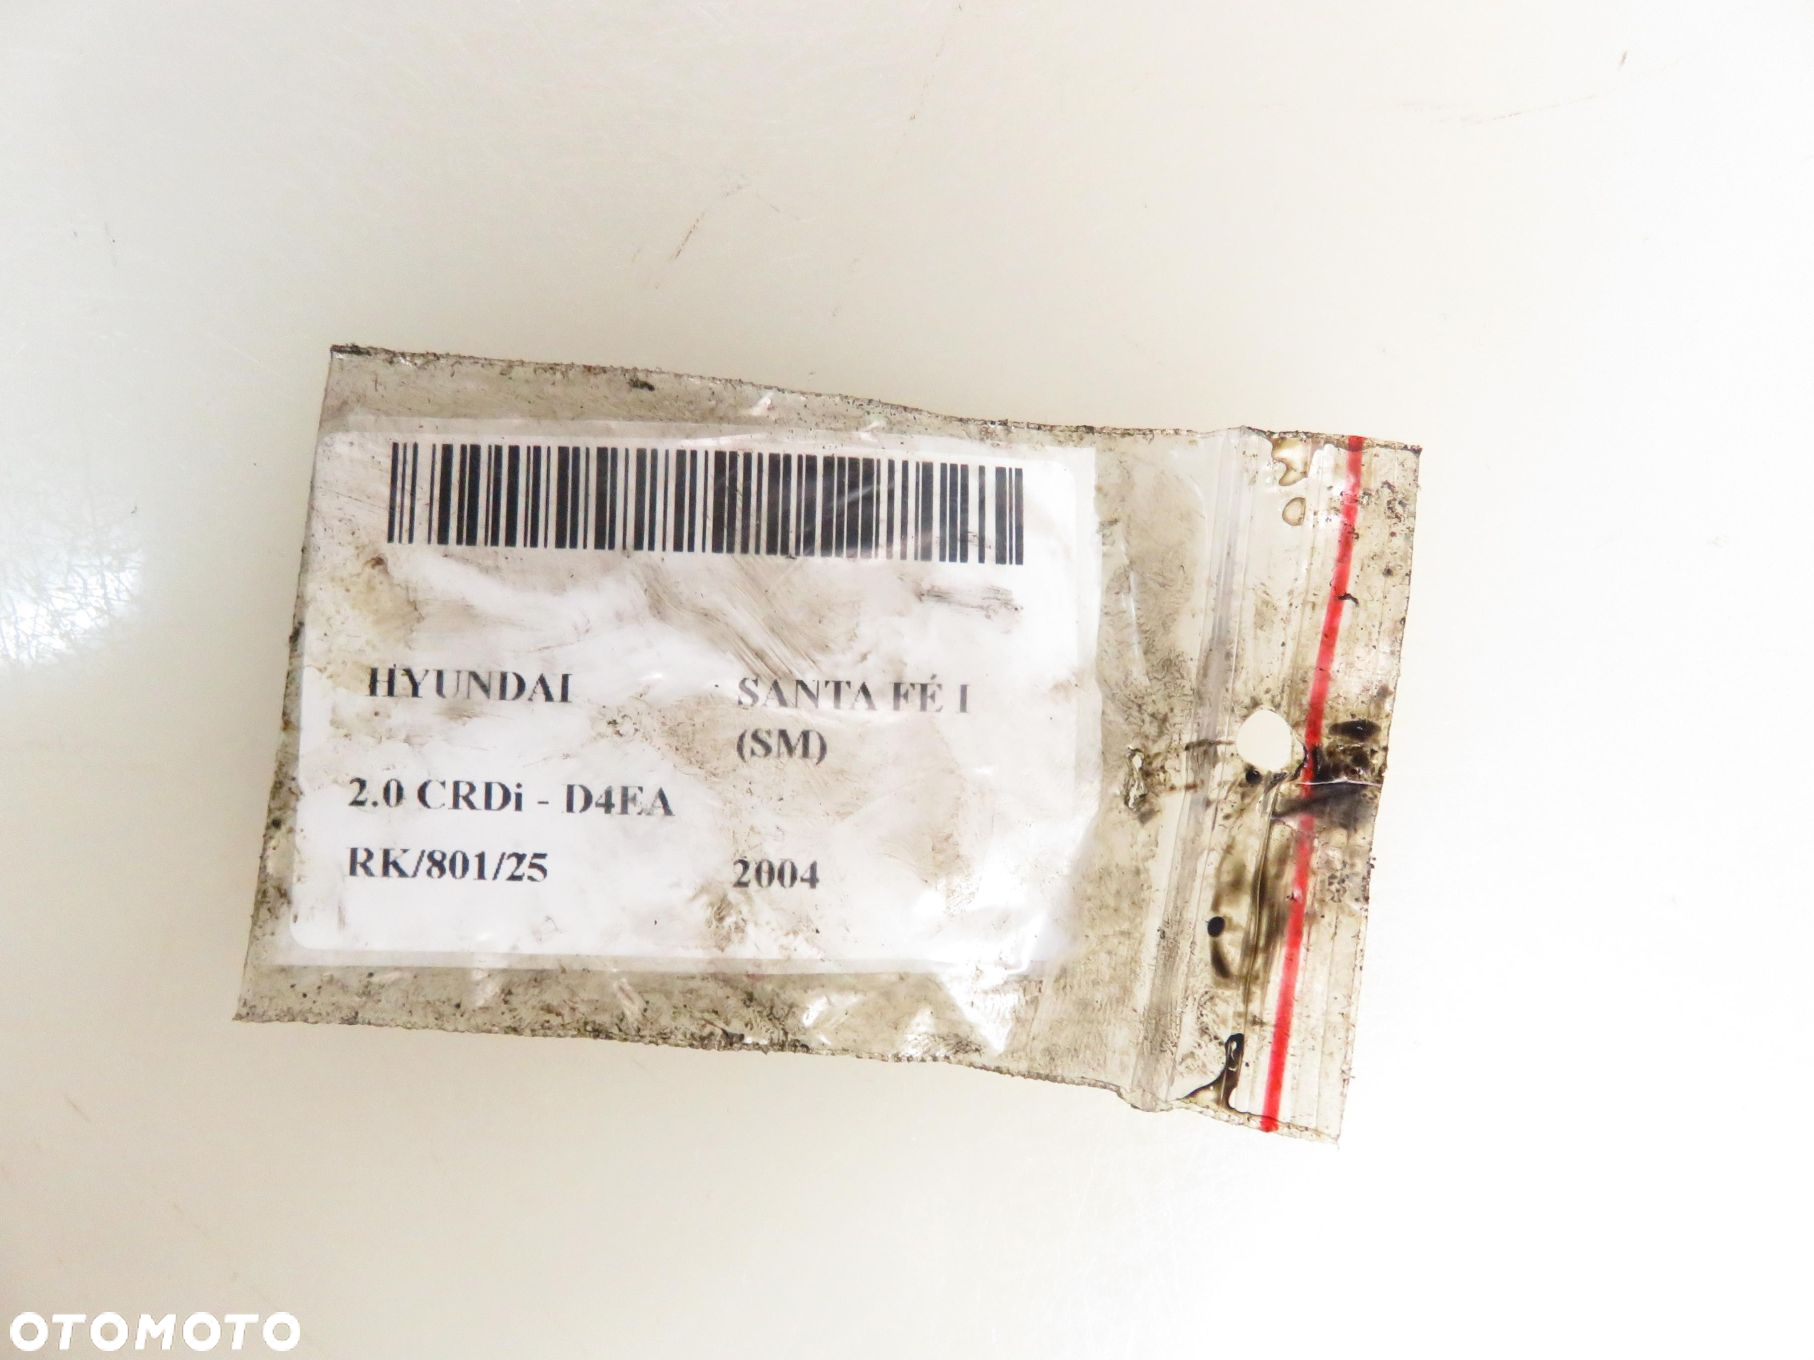 HYUNDAI SANTA FÉ I
(SM)
2.0 CRDi - D4EA
RK/801/25 2004
OTOMOTO